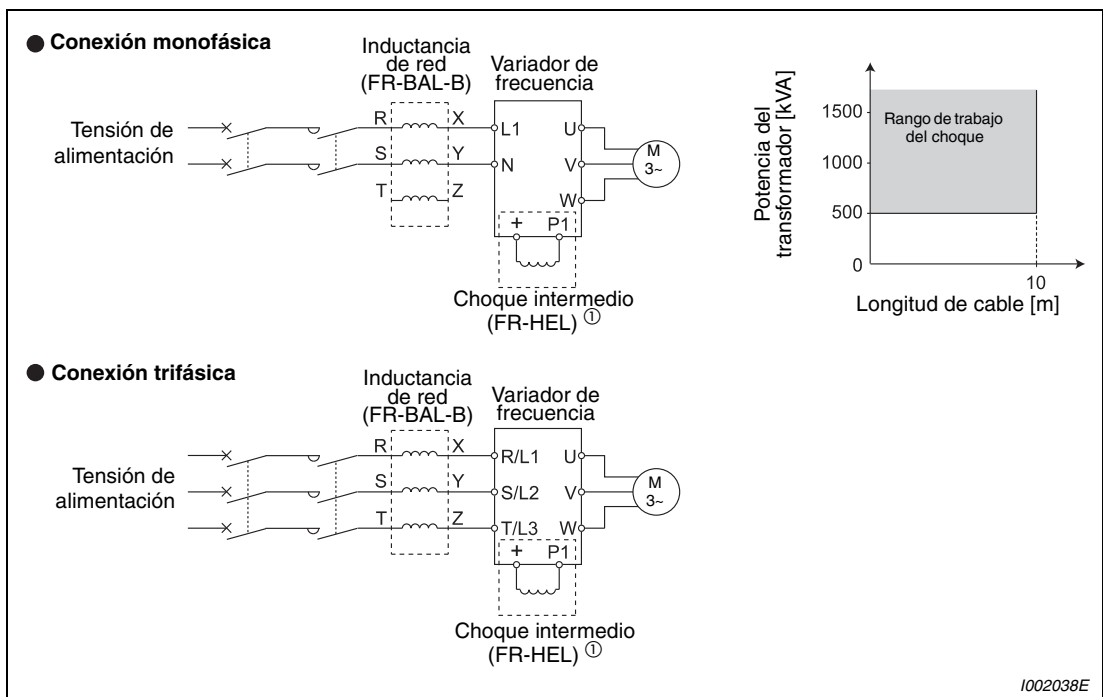 ● Conexión monofásica
Inductancia
de red
(FR-BAL-B)
Variador de
frecuencia
Tensión de
alimentación
R X
S Y
T Z
L1 U
N V
W
M
3~
+ P1
Choque intermedio
(FR-HEL) ①
Potencia del
transformador [kVA]
1500
1000
500
0
Rango de trabajo
del choque
10
Longitud de cable [m]
● Conexión trifásica
Inductancia
de red
(FR-BAL-B)
Variador de
frecuencia
Tensión de
alimentación
R X
S Y
T Z
R/L1 U
S/L2 V
T/L3 W
M
3~
+ P1
Choque intermedio
(FR-HEL) ①
I002038E